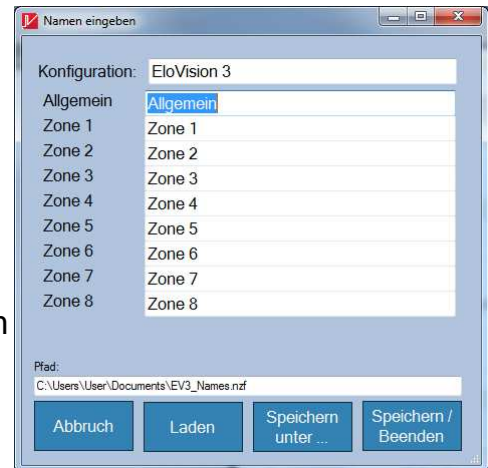 Namen eingeben
Konfiguration: EloVision 3
Allgemein Allgemein
Zone 1 Zone 1
Zone 2 Zone 2
Zone 3 Zone 3
Zone 4 Zone 4
Zone 5 Zone 5
Zone 6 Zone 6
Zone 7 Zone 7
Zone 8 Zone 8
Pfad:
C:\Users\User\Documents\EV3_Names.nzf
Abbruch Laden Speichern unter ... Speichern / Beenden